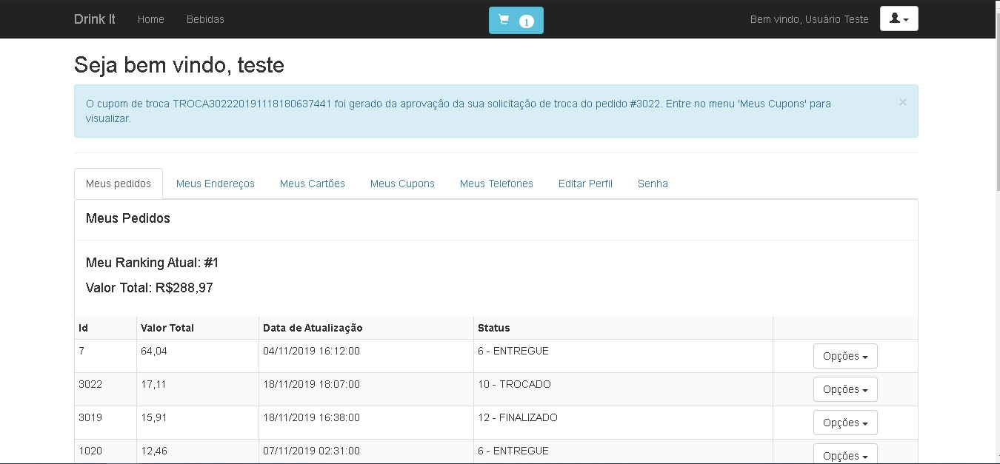 Drink It Home Bebidas 1 Bem vindo, Usuário Teste
Seja bem vindo, teste
O cupom de troca TROCA302220191118180637441 foi gerado da aprovação da sua solicitação de troca do pedido #3022. Entre no menu 'Meus Cupons' para ×
visualizar.
Meus pedidos Meus Endereços Meus Cartões Meus Cupons Meus Telefones Editar Perfil Senha
Meus Pedidos
Meu Ranking Atual: #1
Valor Total: R$288,97
Id Valor Total Data de Atualização Status
7 64,04 04/11/2019 16:12:00 6 - ENTREGUE Opções
3022 17,11 18/11/2019 18:07:00 10 - TROCADO Opções
3019 15,91 18/11/2019 16:38:00 12 - FINALIZADO Opções
1020 12,46 07/11/2019 02:31:00 6 - ENTREGUE Opções